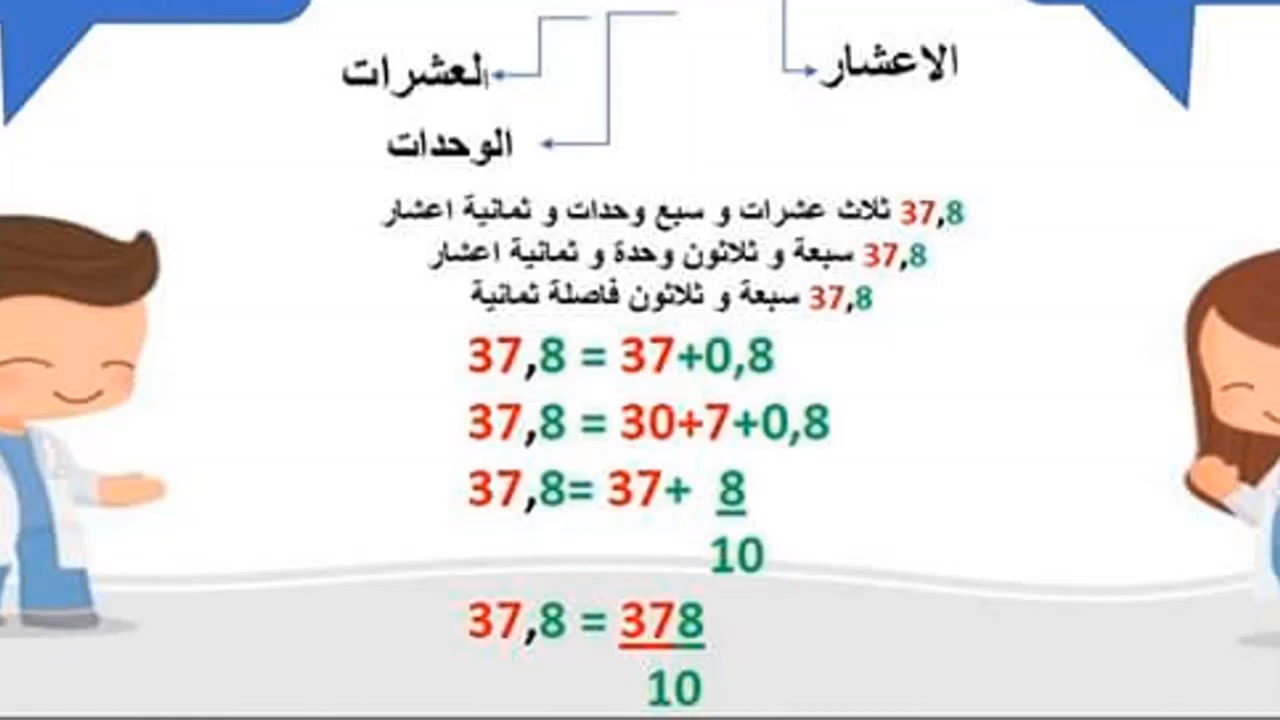 الاعشار
العشرات
الوحدات
37,8 ثلاث عشرات و سبع وحدات و ثمانية اعشار
37,8 سبعة و ثلاثون وحدة و ثمانية اعشار
37,8 سبعة و ثلاثون فاصلة ثمانية
37,8 = 37+0,8
37,8 = 30+7+0,8
37,8= 37+ 8
10
37,8 = 378
10